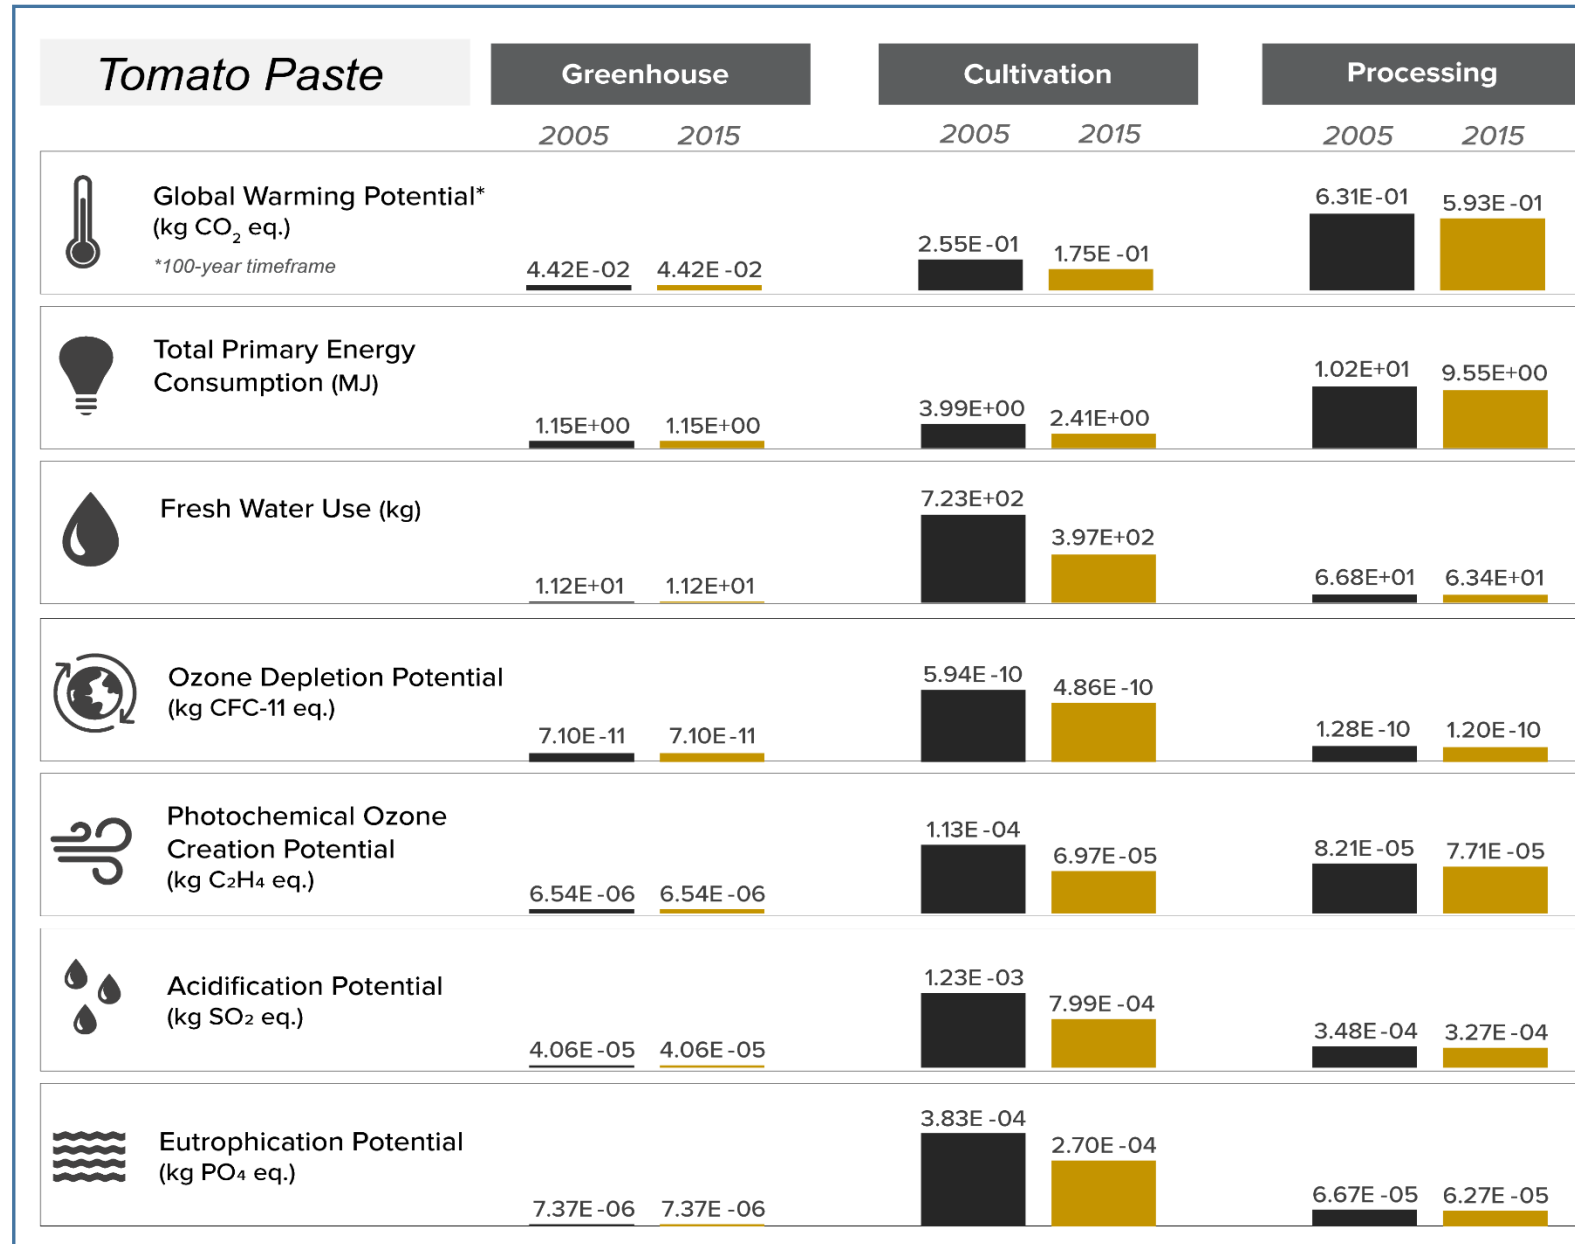 Tomato Paste
Greenhouse
Cultivation
Processing
2005 2015
2005 2015
2005 2015
Global Warming Potential*
(kg CO₂ eq.)
*100-year timeframe
4.42E-02 4.42E-02
2.55E-01 1.75E-01
6.31E-01 5.93E-01
Total Primary Energy
Consumption (MJ)
1.15E+00 1.15E+00
3.99E+00 2.41E+00
1.02E+01 9.55E+00
Fresh Water Use (kg)
1.12E+01 1.12E+01
7.23E+02 3.97E+02
6.68E+01 6.34E+01
Ozone Depletion Potential
(kg CFC-11 eq.)
7.10E-11 7.10E-11
5.94E-10 4.86E-10
1.28E-10 1.20E-10
Photochemical Ozone
Creation Potential
(kg C₂H₄ eq.)
6.54E-06 6.54E-06
1.13E-04 6.97E-05
8.21E-05 7.71E-05
Acidification Potential
(kg SO₂ eq.)
4.06E-05 4.06E-05
1.23E-03 7.99E-04
3.48E-04 3.27E-04
Eutrophication Potential
(kg PO₄ eq.)
7.37E-06 7.37E-06
3.83E-04 2.70E-04
6.67E-05 6.27E-05